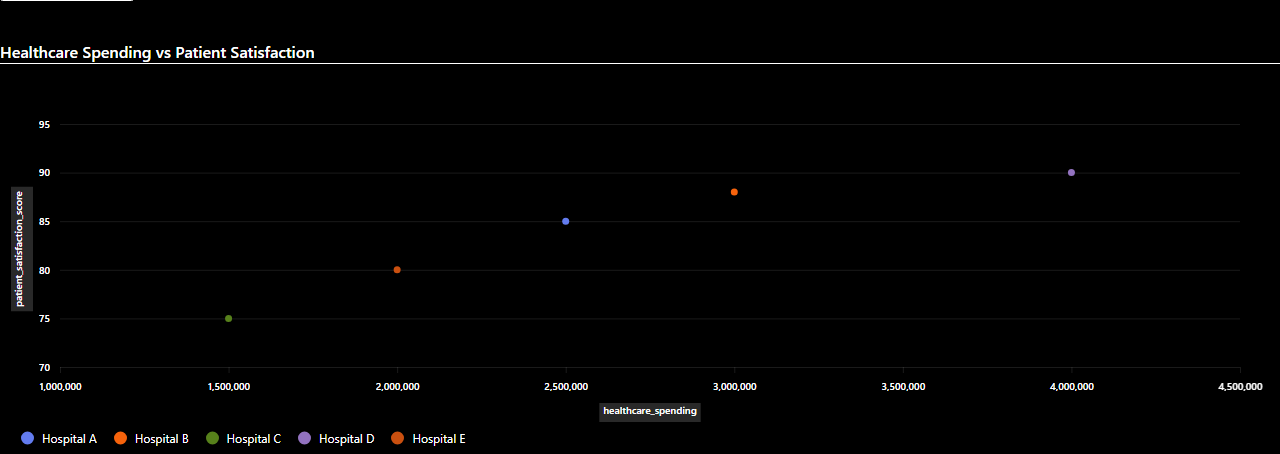 Healthcare Spending vs Patient Satisfaction
95
90
85
80
75
70
patient_satisfaction_score
1,000,000 1,500,000 2,000,000 2,500,000 3,000,000 3,500,000 4,000,000 4,500,000
healthcare_spending
Hospital A Hospital B Hospital C Hospital D Hospital E